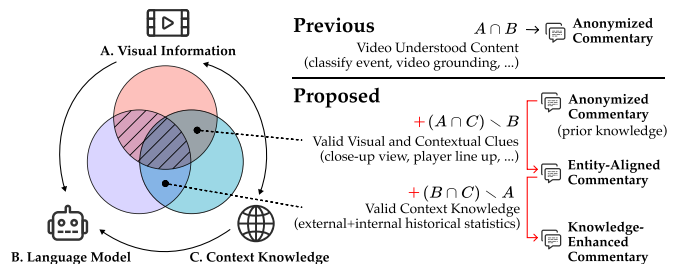 A. Visual Information
B. Language Model
C. Context Knowledge
Previous
A ∩ B →
Anonymized
Commentary
Video Understood Content
(classify event, video grounding, ...)
Proposed
+ (A ∩ C) ∖ B
Valid Visual and Contextual Clues
(close-up view, player line up, ...)
+ (B ∩ C) ∖ A
Valid Context Knowledge
(external+internal historical statistics)
Anonymized
Commentary
(prior knowledge)
Entity-Aligned
Commentary
Knowledge-
Enhanced
Commentary